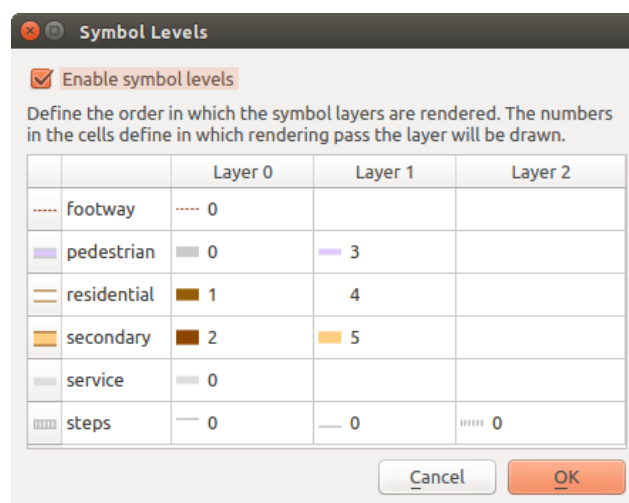 Symbol Levels
Enable symbol levels
Define the order in which the symbol layers are rendered. The numbers
in the cells define in which rendering pass the layer will be drawn.
Layer 0 Layer 1 Layer 2
footway 0
pedestrian 0 3
residential 1 4
secondary 2 5
service 0
steps 0 0 0
Cancel OK